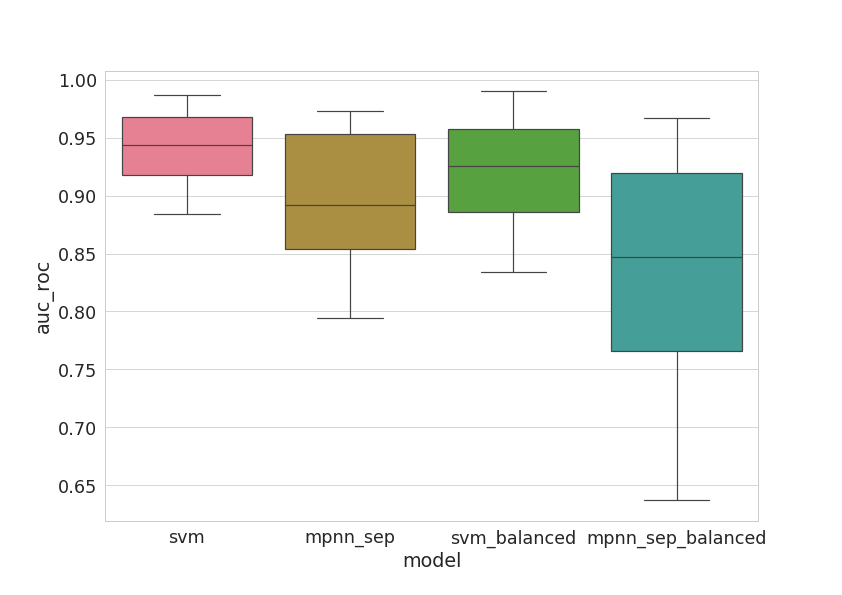 1.00
0.95
0.90
0.85
0.80
0.75
0.70
0.65
auc_roc
svm
mpnn_sep
svm_balanced
mpnn_sep_balanced
model